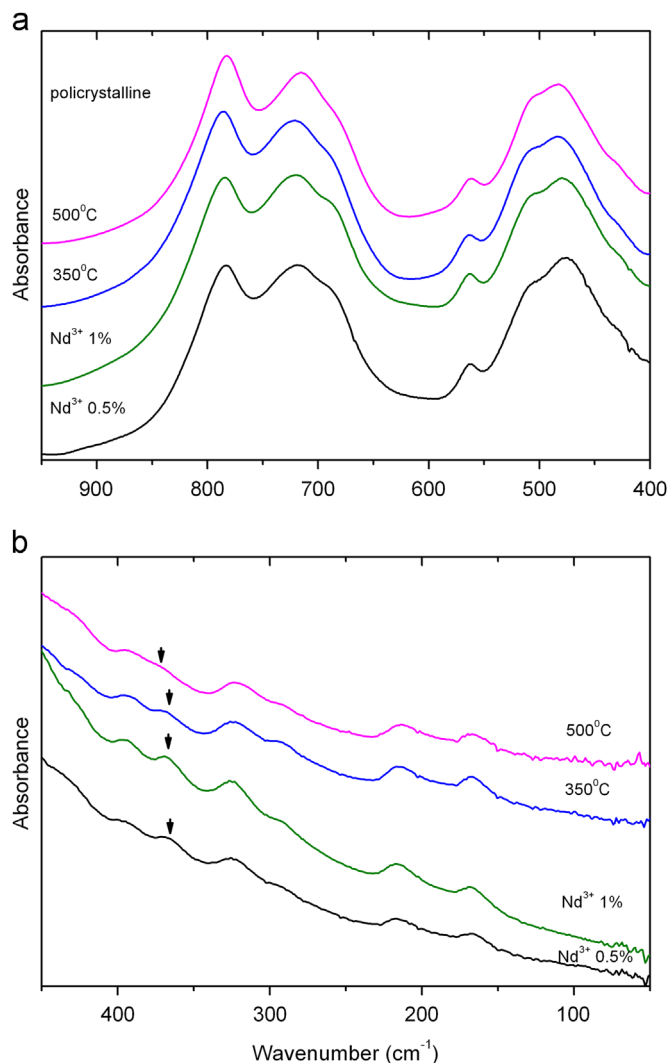 a
policrystalline
500⁰C
350⁰C
Nd³⁺ 1%
Nd³⁺ 0.5%
Absorbance
900 800 700 600 500 400
b
500⁰C
350⁰C
Nd³⁺ 1%
Nd³⁺ 0.5%
Absorbance
400 300 200 100
Wavenumber (cm⁻¹)